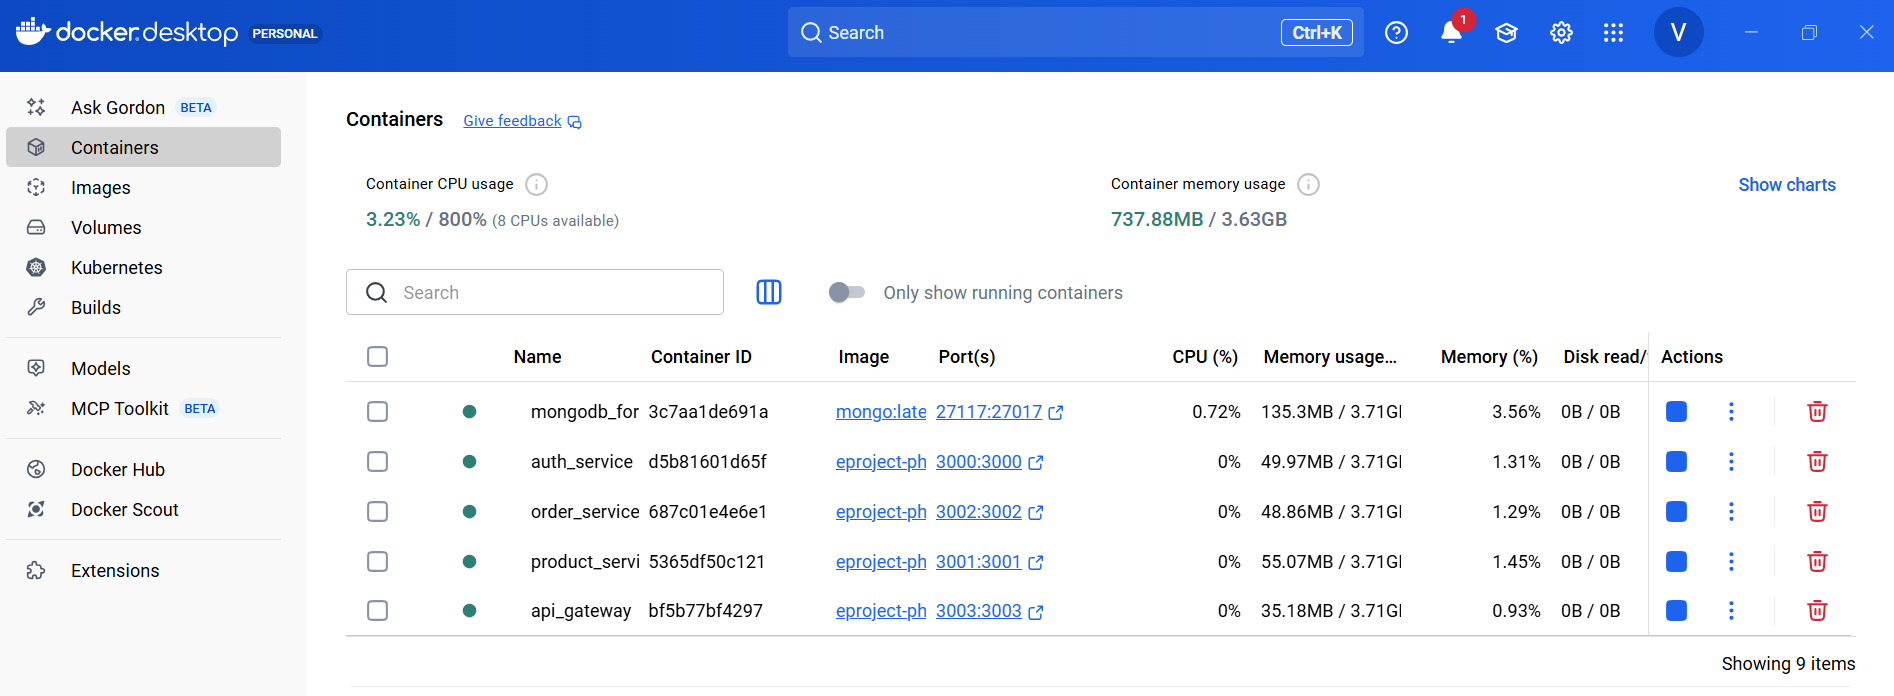 docker.desktop PERSONAL Search Ctrl+K 1 V
Ask Gordon BETA
Containers
Images
Volumes
Kubernetes
Builds
Models
MCP Toolkit BETA
Docker Hub
Docker Scout
Extensions
Containers Give feedback
Container CPU usage
3.23% / 800% (8 CPUs available)
Container memory usage
737.88MB / 3.63GB
Show charts
Search Only show running containers
Name Container ID Image Port(s) CPU (%) Memory usage... Memory (%) Disk read/ Actions
mongodb_for 3c7aa1de691a mongo:late 27117:27017 0.72% 135.3MB / 3.71G 3.56% 0B / 0B
auth_service d5b81601d65f eproject-ph 3000:3000 0% 49.97MB / 3.71G 1.31% 0B / 0B
order_service 687c01e4e6e1 eproject-ph 3002:3002 0% 48.86MB / 3.71G 1.29% 0B / 0B
product_servi 5365df50c121 eproject-ph 3001:3001 0% 55.07MB / 3.71G 1.45% 0B / 0B
api_gateway bf5b77bf4297 eproject-ph 3003:3003 0% 35.18MB / 3.71G 0.93% 0B / 0B
Showing 9 items